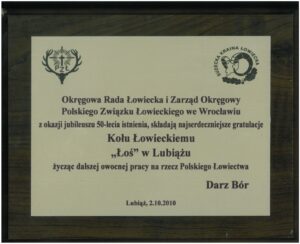 PZŁ
Okręgowa Rada Łowiecka i Zarząd Okręgowy
Polskiego Związku Łowieckiego we Wrocławiu
z okazji jubileuszu 50-lecia istnienia, składają najserdeczniejsze gratulacje
Kołu Łowieckiemu
„Łoś” w Lubiążu
życząc dalszej owocnej pracy na rzecz Polskiego Łowiectwa
Darz Bór
Lubiąż, 2.10.2010